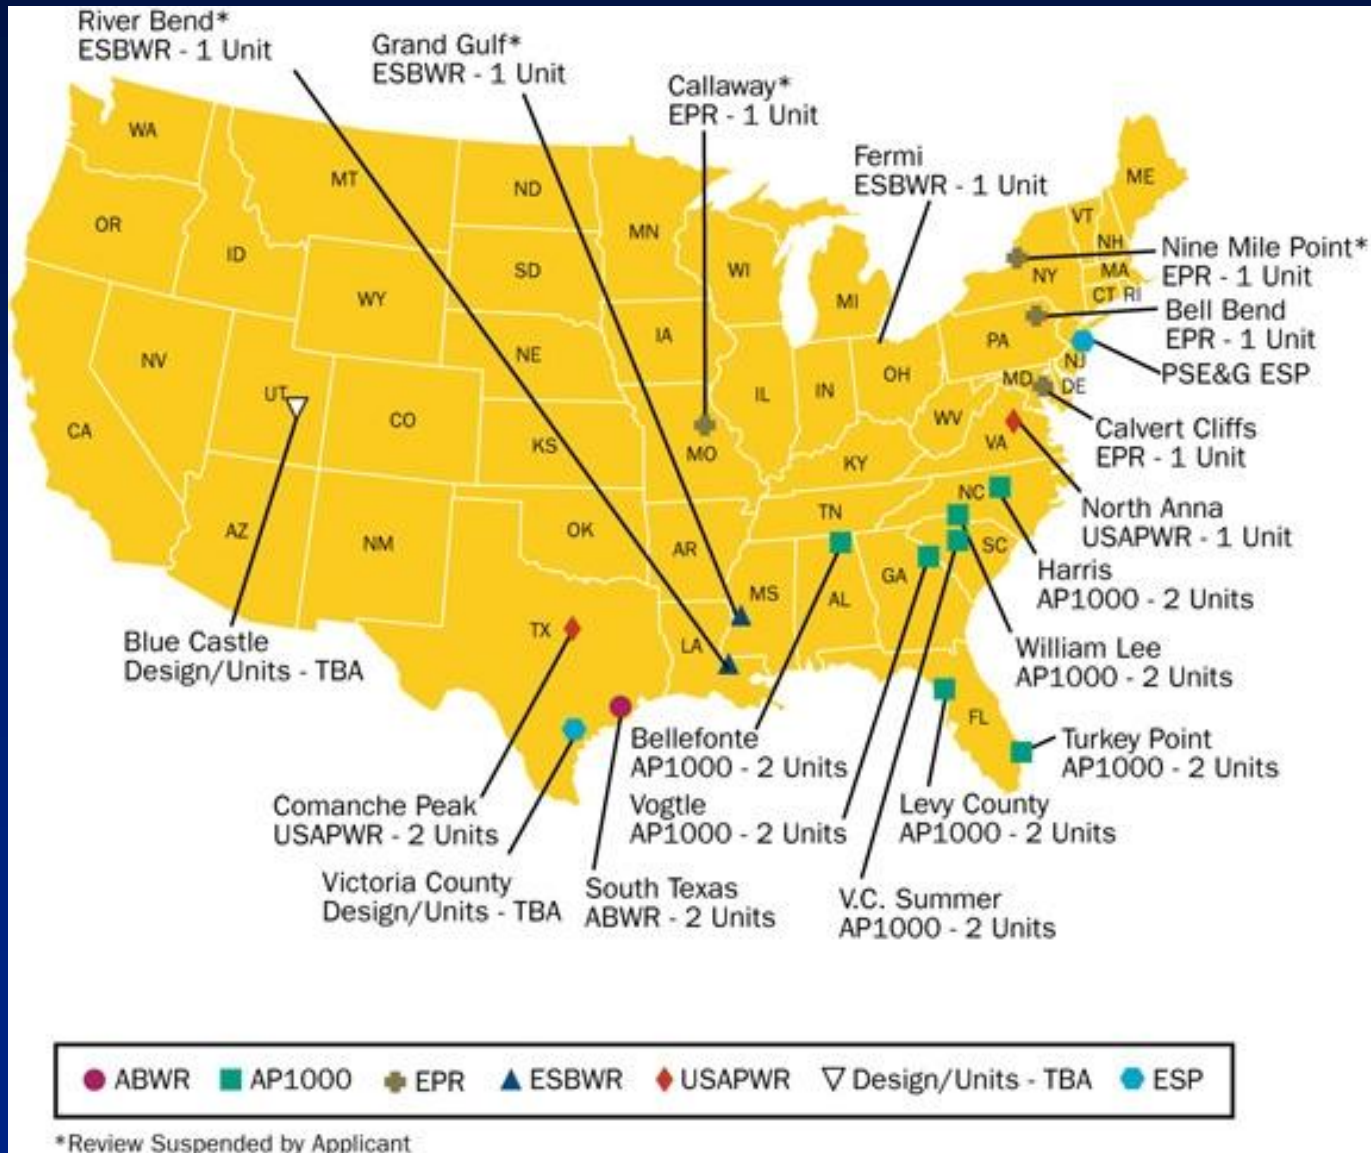 River Bend*
ESBWR - 1 Unit
Grand Gulf*
ESBWR - 1 Unit
Callaway*
EPR - 1 Unit
Fermi
ESBWR - 1 Unit
Nine Mile Point*
EPR - 1 Unit
Bell Bend
EPR - 1 Unit
PSE&G ESP
Calvert Cliffs
EPR - 1 Unit
North Anna
USAPWR - 1 Unit
Harris
AP1000 - 2 Units
William Lee
AP1000 - 2 Units
Turkey Point
AP1000 - 2 Units
Levy County
AP1000 - 2 Units
V.C. Summer
AP1000 - 2 Units
Bellefonte
AP1000 - 2 Units
Vogtle
AP1000 - 2 Units
South Texas
ABWR - 2 Units
Victoria County
Design/Units - TBA
Comanche Peak
USAPWR - 2 Units
Blue Castle
Design/Units - TBA
WA
OR
CA
NV
ID
MT
WY
UT
AZ
CO
NM
ND
SD
NE
KS
OK
TX
MN
IA
MO
AR
LA
WI
IL
MS
MI
IN
OH
KY
TN
AL
GA
FL
SC
NC
VA
WV
PA
NY
VT
NH
ME
MA
CT
RI
NJ
DE
MD
ABWR
AP1000
EPR
ESBWR
USAPWR
Design/Units - TBA
ESP
*Review Suspended by Applicant